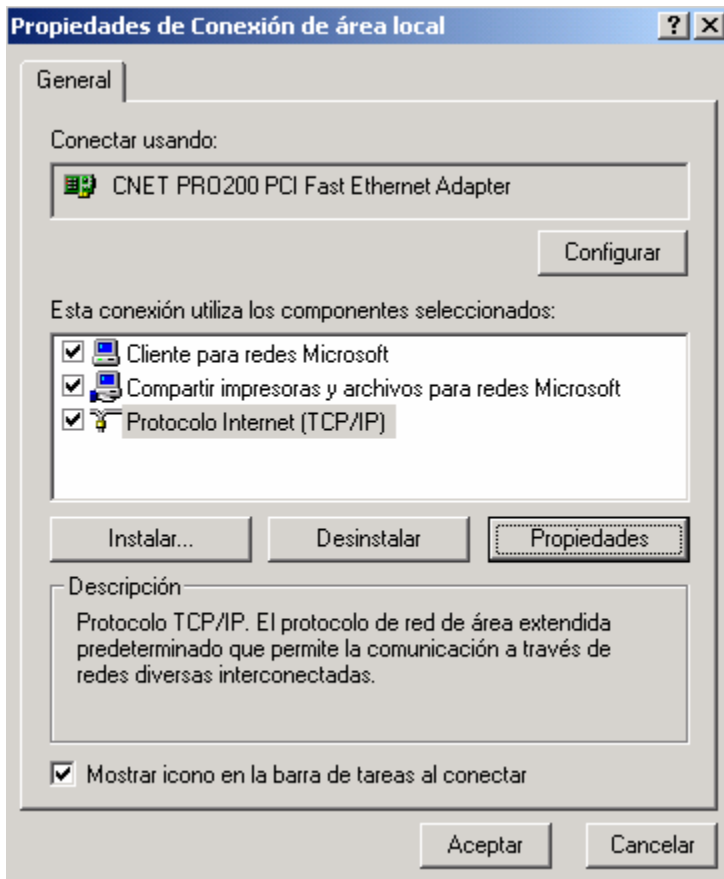 Propiedades de Conexión de área local
General
Conectar usando:
CNET PRO200 PCI Fast Ethernet Adapter
Configurar
Esta conexión utiliza los componentes seleccionados:
Cliente para redes Microsoft
Compartir impresoras y archivos para redes Microsoft
Protocolo Internet (TCP/IP)
Instalar... Desinstalar Propiedades
Descripción
Protocolo TCP/IP. El protocolo de red de área extendida
predeterminado que permite la comunicación a través de
redes diversas interconectadas.
Mostrar icono en la barra de tareas al conectar
Aceptar Cancelar